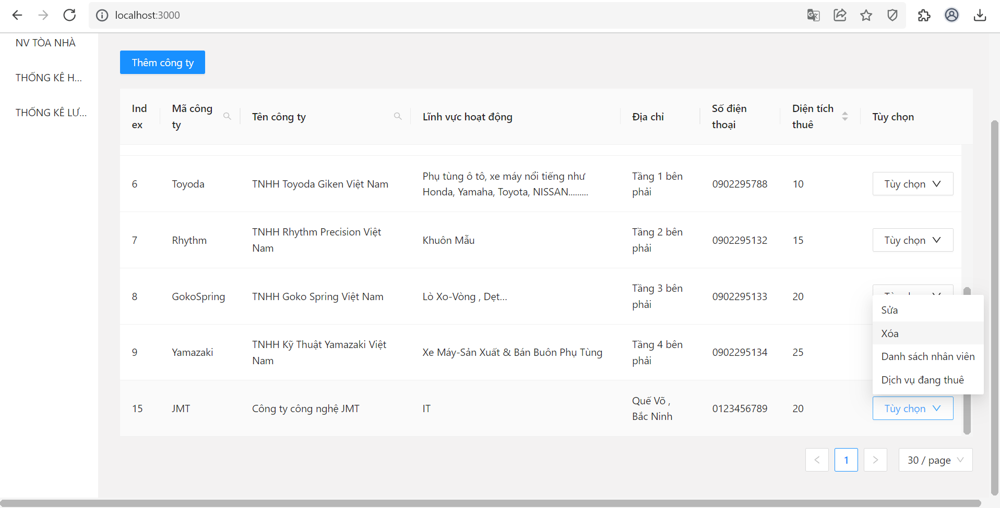 localhost:3000
NV TÒA NHÀ
THỐNG KÊ H...
THỐNG KÊ LƯ...
Thêm công ty
Ind
ex
Mã công
ty
Tên công ty
Lĩnh vực hoạt động
Địa chỉ
Số điện
thoại
Diện tích
thuê
Tùy chọn
6
Toyoda
TNHH Toyoda Giken Việt Nam
Phụ tùng ô tô, xe máy nổi tiếng như
Honda, Yamaha, Toyota, NISSAN.........
Tầng 1 bên
phải
0902295788
10
Tùy chọn
7
Rhythm
TNHH Rhythm Precision Việt
Nam
Khuôn Mẫu
Tầng 2 bên
phải
0902295132
15
Tùy chọn
8
GokoSpring
TNHH Goko Spring Việt Nam
Lò Xo-Vòng , Dẹt...
Tầng 3 bên
phải
0902295133
20
Sửa
Xóa
Danh sách nhân viên
Dịch vụ đang thuê
9
Yamazaki
TNHH Kỹ Thuật Yamazaki Việt
Nam
Xe Máy-Sản Xuất & Bán Buôn Phụ Tùng
Tầng 4 bên
phải
0902295134
25
15
JMT
Công ty công nghệ JMT
IT
Quế Võ ,
Bắc Ninh
0123456789
20
Tùy chọn
1
30 / page